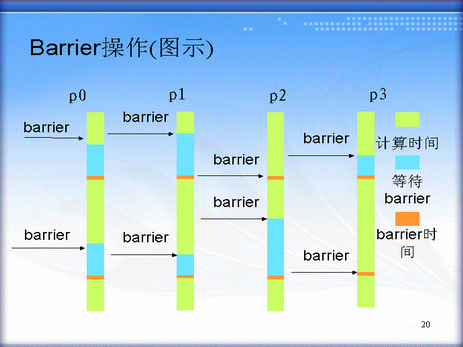 Barrier操作(图示)
p0 p1 p2 p3
barrier
barrier
barrier
barrier
barrier
barrier
barrier
barrier
计算时间
等待
barrier
barrier时
间
20